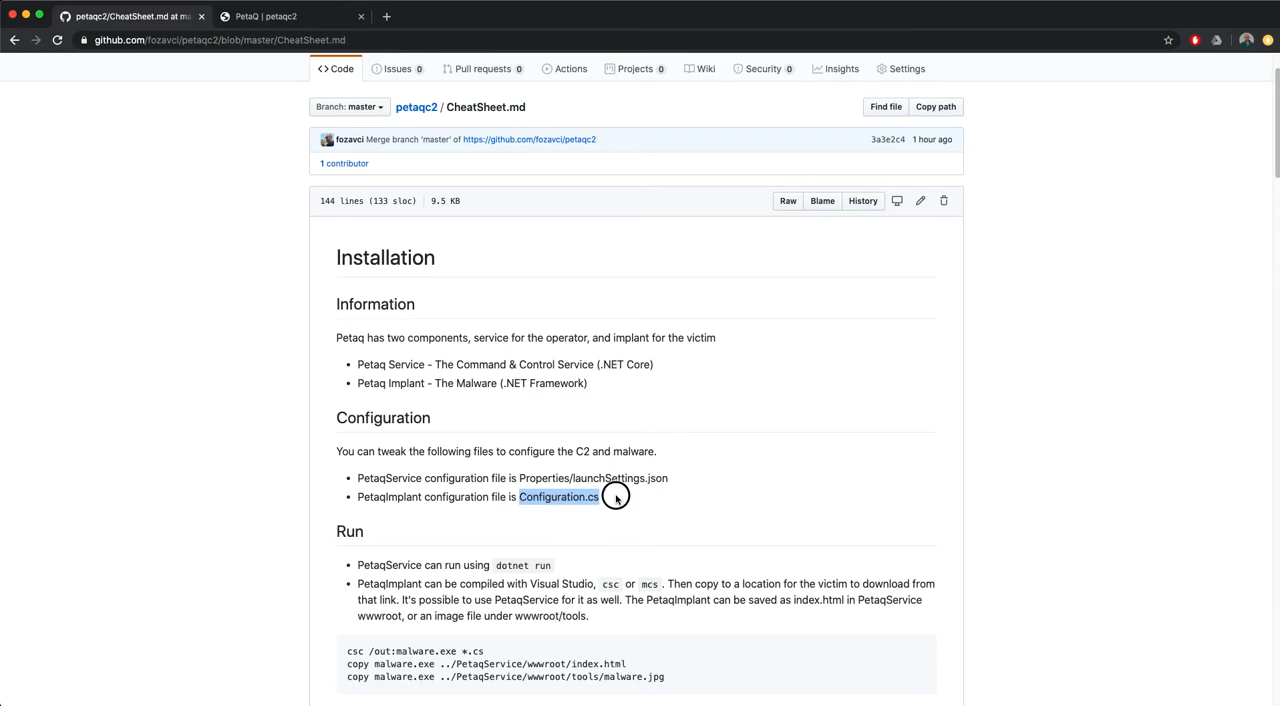 petaqc2/CheatSheet.md at ma
PetaQ | petaqc2
github.com/fozavci/petaqc2/blob/master/CheatSheet.md
Code Issues 0 Pull requests 0 Actions Projects 0 Wiki Security 0 Insights Settings
Branch: master petaqc2 / CheatSheet.md Find file Copy path
fozavci Merge branch 'master' of https://github.com/fozavci/petaqc2 3a3e2c4 1 hour ago
1 contributor
144 lines (133 sloc) 9.5 KB Raw Blame History
Installation
Information
Petaq has two components, service for the operator, and implant for the victim
• Petaq Service - The Command & Control Service (.NET Core)
• Petaq Implant - The Malware (.NET Framework)
Configuration
You can tweak the following files to configure the C2 and malware.
• PetaqService configuration file is Properties/launchSettings.json
• PetaqImplant configuration file is Configuration.cs
Run
• PetaqService can run using dotnet run
• PetaqImplant can be compiled with Visual Studio, csc or mcs. Then copy to a location for the victim to download from
that link. It's possible to use PetaqService for it as well. The PetaqImplant can be saved as index.html in PetaqService
wwwroot, or an image file under wwwroot/tools.
csc /out:malware.exe *.cs
copy malware.exe ../PetaqService/wwwroot/index.html
copy malware.exe ../PetaqService/wwwroot/tools/malware.jpg